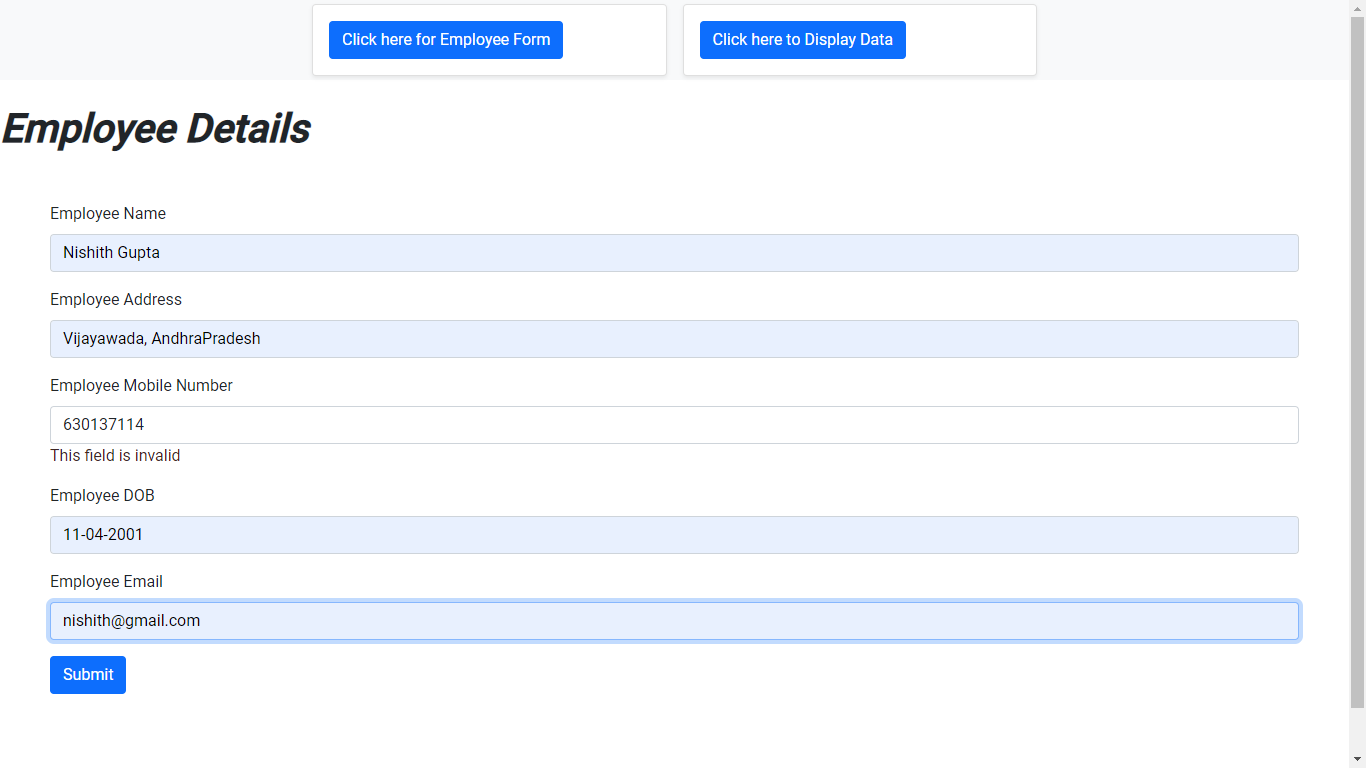 Click here for Employee Form
Click here to Display Data
Employee Details
Employee Name
Nishith Gupta
Employee Address
Vijayawada, AndhraPradesh
Employee Mobile Number
630137114
This field is invalid
Employee DOB
11-04-2001
Employee Email
nishith@gmail.com
Submit